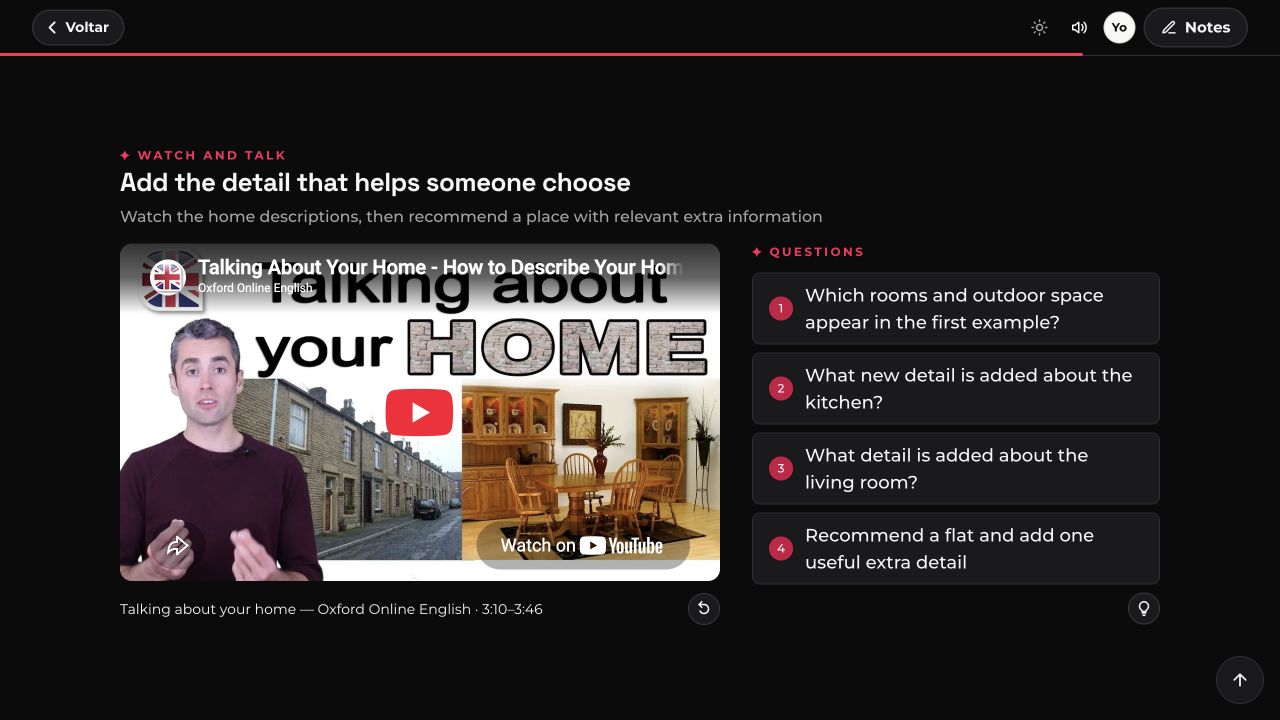 Voltar
Yo
Notes
WATCH AND TALK
Add the detail that helps someone choose
Watch the home descriptions, then recommend a place with relevant extra information
Talking About Your Home - How to Describe Your Hom
Oxford Online English
Talking about
your HOME
Watch on YouTube
Talking about your home — Oxford Online English · 3:10–3:46
QUESTIONS
1
Which rooms and outdoor space
appear in the first example?
2
What new detail is added about the
kitchen?
3
What detail is added about the
living room?
4
Recommend a flat and add one
useful extra detail